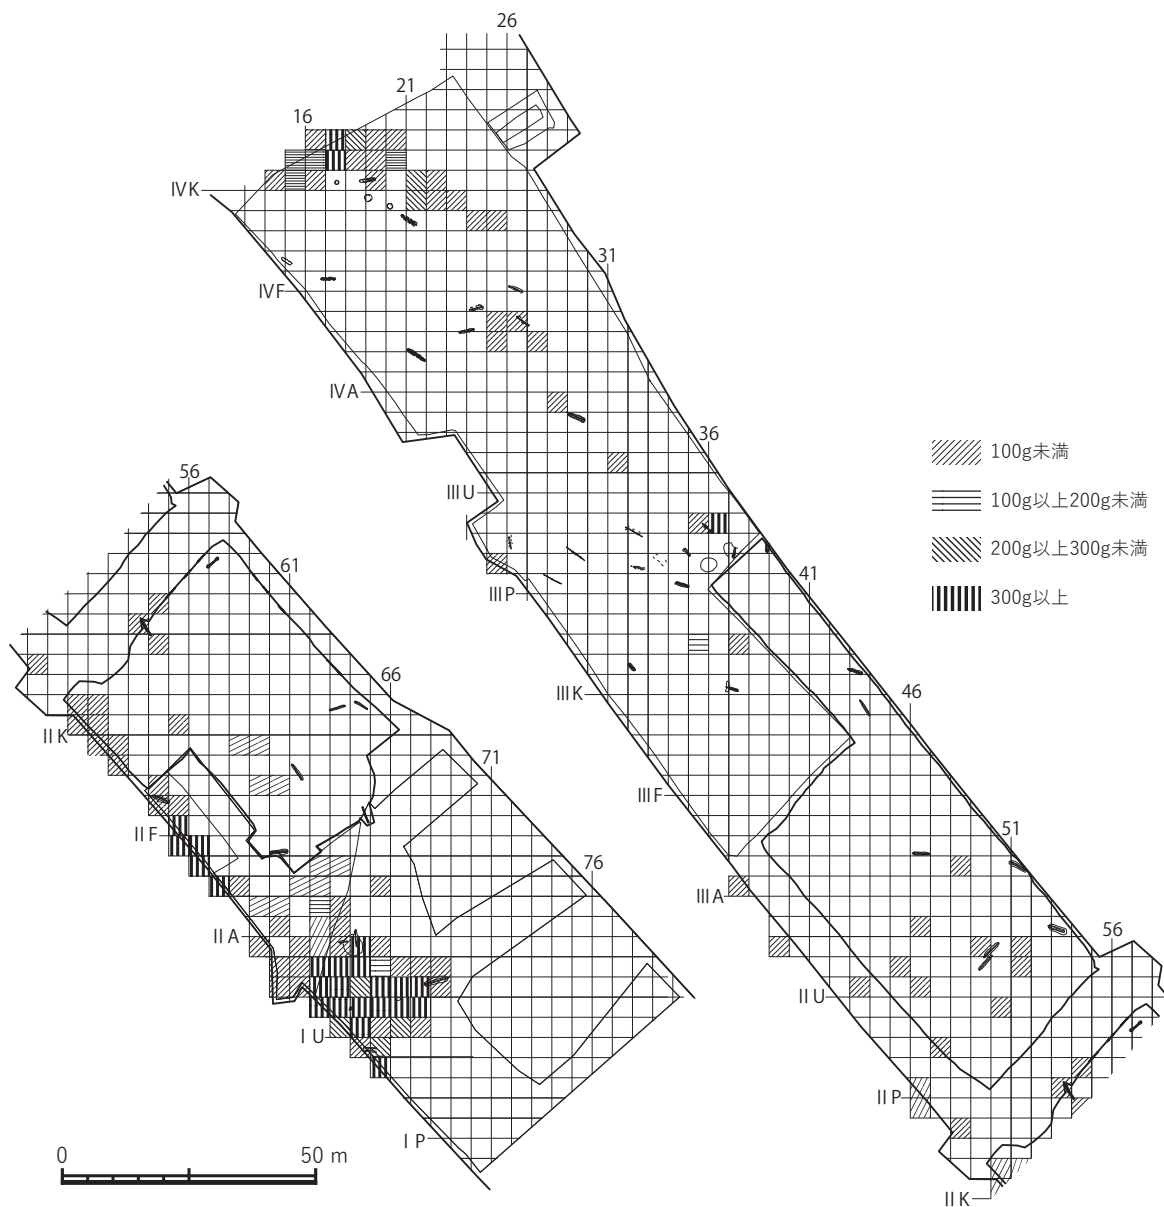 26
21
16
IVK
31
IVF
IVA
36
100g未満
56
IIIU
100g以上200g未満
200g以上300g未満
61
41
IIIP
300g以上
66
IIIK
46
IIK
71
IIIF
IIF
51
76
IIIA
IIA
56
IIU
IU
IIP
IP
0
50 m
IIK